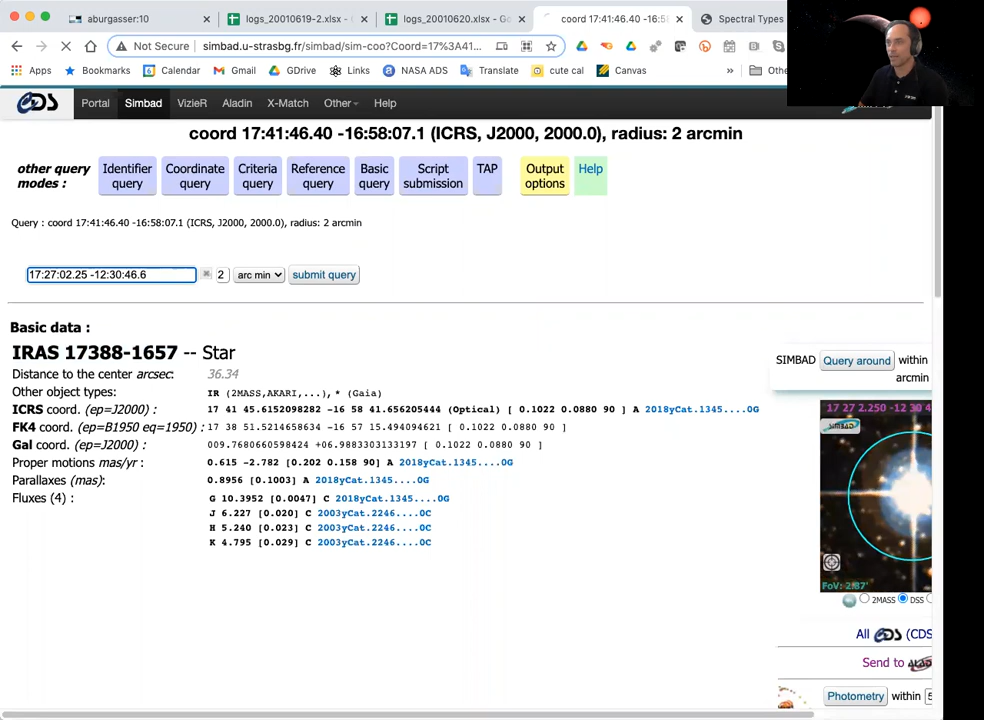 aburgasser:10
logs_20010619-2.xlsx - G
logs_20010620.xlsx - Go
coord 17:41:46.40 -16:5
Spectral Types
Not Secure
simbad.u-strasbg.fr/simbad/sim-coo?Coord=17%3A41...
Apps
Bookmarks
Calendar
Gmail
GDrive
Links
NASA ADS
Translate
cute cal
Canvas
»
Oth
Portal
Simbad
VizieR
Aladin
X-Match
Other
Help
coord 17:41:46.40 -16:58:07.1 (ICRS, J2000, 2000.0), radius: 2 arcmin
other query modes :
Identifier query
Coordinate query
Criteria query
Reference query
Basic query
Script submission
TAP
Output options
Help
Query : coord 17:41:46.40 -16:58:07.1 (ICRS, J2000, 2000.0), radius: 2 arcmin
17:27:02.25 -12:30:46.6
2
arc min
submit query
Basic data :
IRAS 17388-1657 -- Star
Distance to the center arcsec: 36.34
Other object types: IR (2MASS,AKARI,...),* (Gaia)
ICRS coord. (ep=J2000) : 17 41 45.6152098282 -16 58 41.656205444 (Optical) [ 0.1022 0.0880 90 ] A 2018yCat.1345....0G
FK4 coord. (ep=B1950 eq=1950) : 17 38 51.5214658634 -16 57 15.494094621 [ 0.1022 0.0880 90 ]
Gal coord. (ep=J2000) : 009.7680660598424 +06.9883303133197 [ 0.1022 0.0880 90 ]
Proper motions mas/yr : 0.615 -2.782 [0.202 0.158 90] A 2018yCat.1345....0G
Parallaxes (mas): 0.8956 [0.1003] A 2018yCat.1345....0G
Fluxes (4) : G 10.3952 [0.0047] C 2018yCat.1345....0G
J 6.227 [0.020] C 2003yCat.2246....0C
H 5.240 [0.023] C 2003yCat.2246....0C
K 4.795 [0.029] C 2003yCat.2246....0C
SIMBAD Query around within
arcmin
17 27 2.250 -12 30 4
FoV: 2.87'
2MASS
DSS
All CDS (CDS
Send to
Photometry within 5